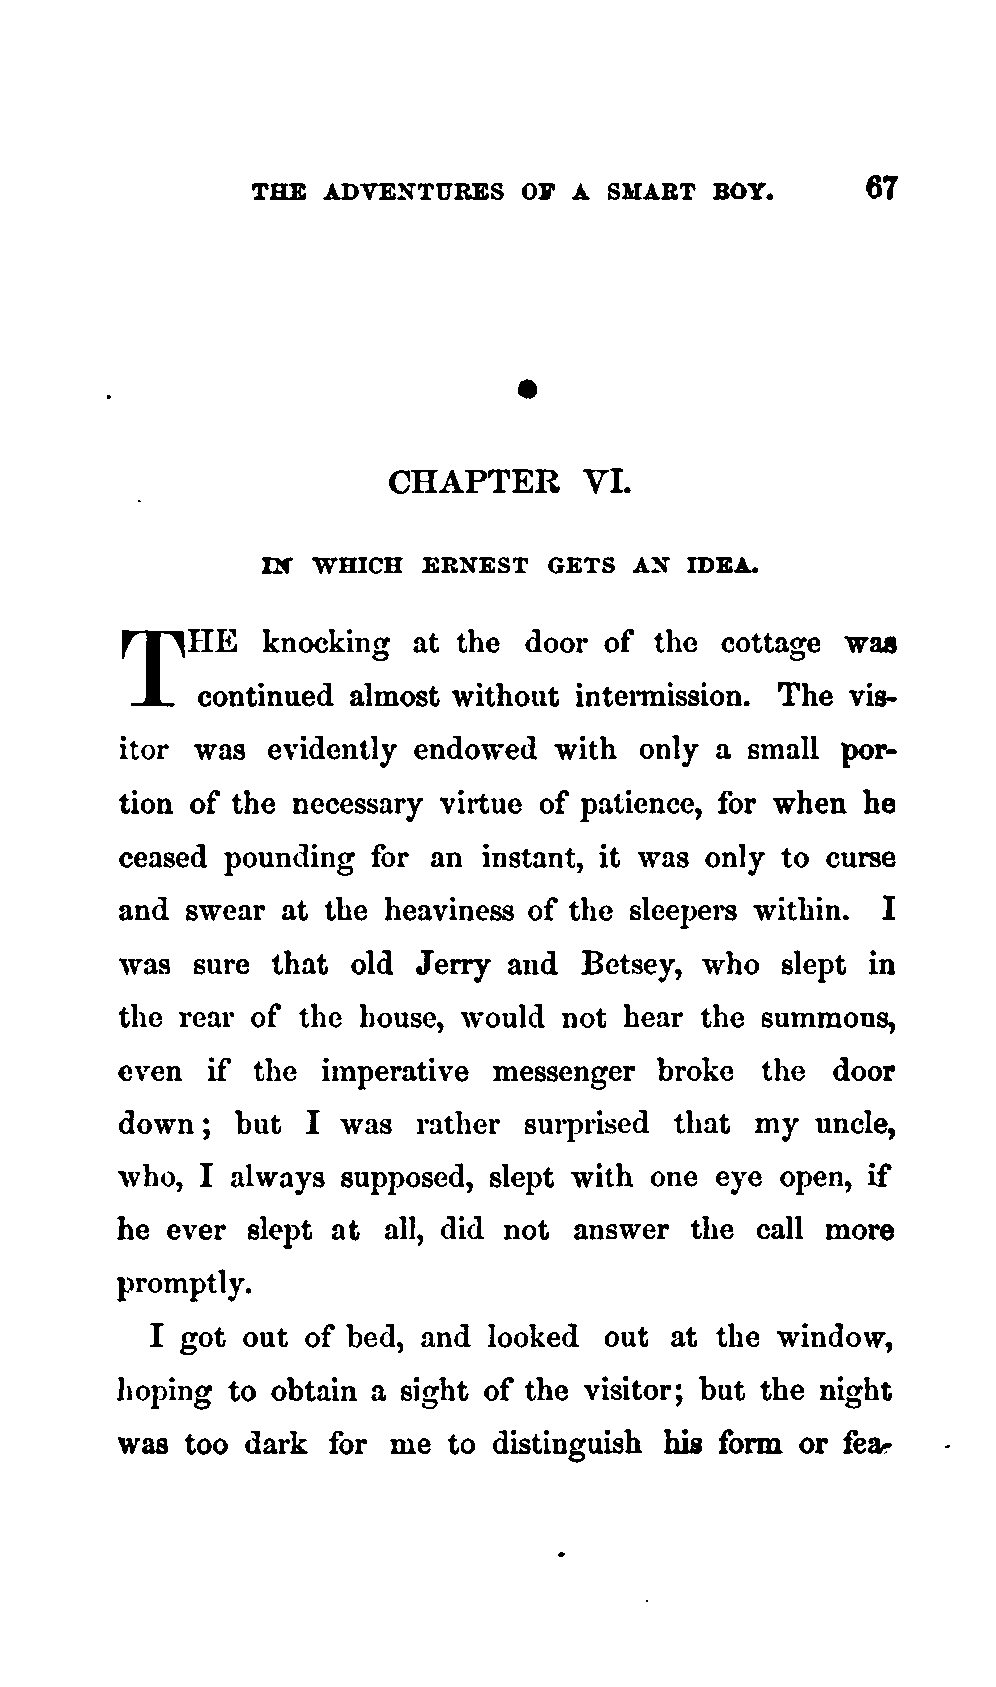 THE ADVENTURES OF A SMART BOY. 67
CHAPTER VI.
IN WHICH ERNEST GETS AN IDEA.
THE knocking at the door of the cottage was
continued almost without intermission. The vis-
itor was evidently endowed with only a small por-
tion of the necessary virtue of patience, for when he
ceased pounding for an instant, it was only to curse
and swear at the heaviness of the sleepers within. I
was sure that old Jerry and Betsey, who slept in
the rear of the house, would not hear the summons,
even if the imperative messenger broke the door
down; but I was rather surprised that my uncle,
who, I always supposed, slept with one eye open, if
he ever slept at all, did not answer the call more
promptly.
I got out of bed, and looked out at the window,
hoping to obtain a sight of the visitor; but the night
was too dark for me to distinguish his form or fea-